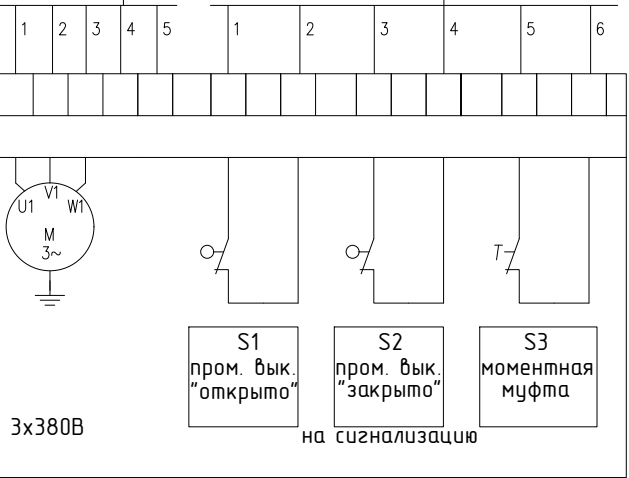 1 2 3 4 5 1 2 3 4 5 6
U1 V1 W1
M
3~
T
S1
пром. вык.
"открыто"
S2
пром. вык.
"закрыто"
S3
моментная
муфта
3х380В
на сигнализацию